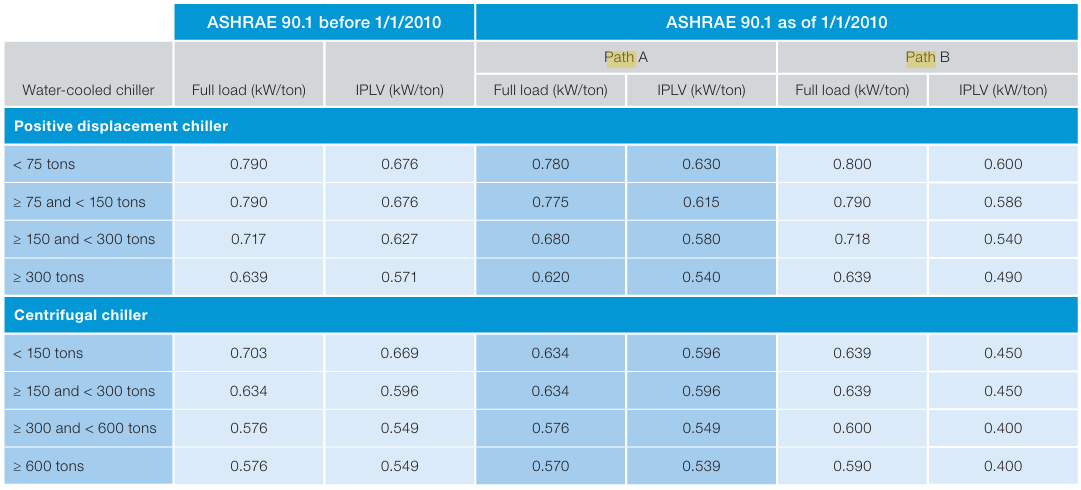 ASHRAE 90.1 before 1/1/2010 ASHRAE 90.1 as of 1/1/2010
Path A Path B
Water-cooled chiller Full load (kW/ton) IPLV (kW/ton) Full load (kW/ton) IPLV (kW/ton) Full load (kW/ton) IPLV (kW/ton)
Positive displacement chiller
< 75 tons 0.790 0.676 0.780 0.630 0.800 0.600
≥ 75 and < 150 tons 0.790 0.676 0.775 0.615 0.790 0.586
≥ 150 and < 300 tons 0.717 0.627 0.680 0.580 0.718 0.540
≥ 300 tons 0.639 0.571 0.620 0.540 0.639 0.490
Centrifugal chiller
< 150 tons 0.703 0.669 0.634 0.596 0.639 0.450
≥ 150 and < 300 tons 0.634 0.596 0.634 0.596 0.639 0.450
≥ 300 and < 600 tons 0.576 0.549 0.576 0.549 0.600 0.400
≥ 600 tons 0.576 0.549 0.570 0.539 0.590 0.400